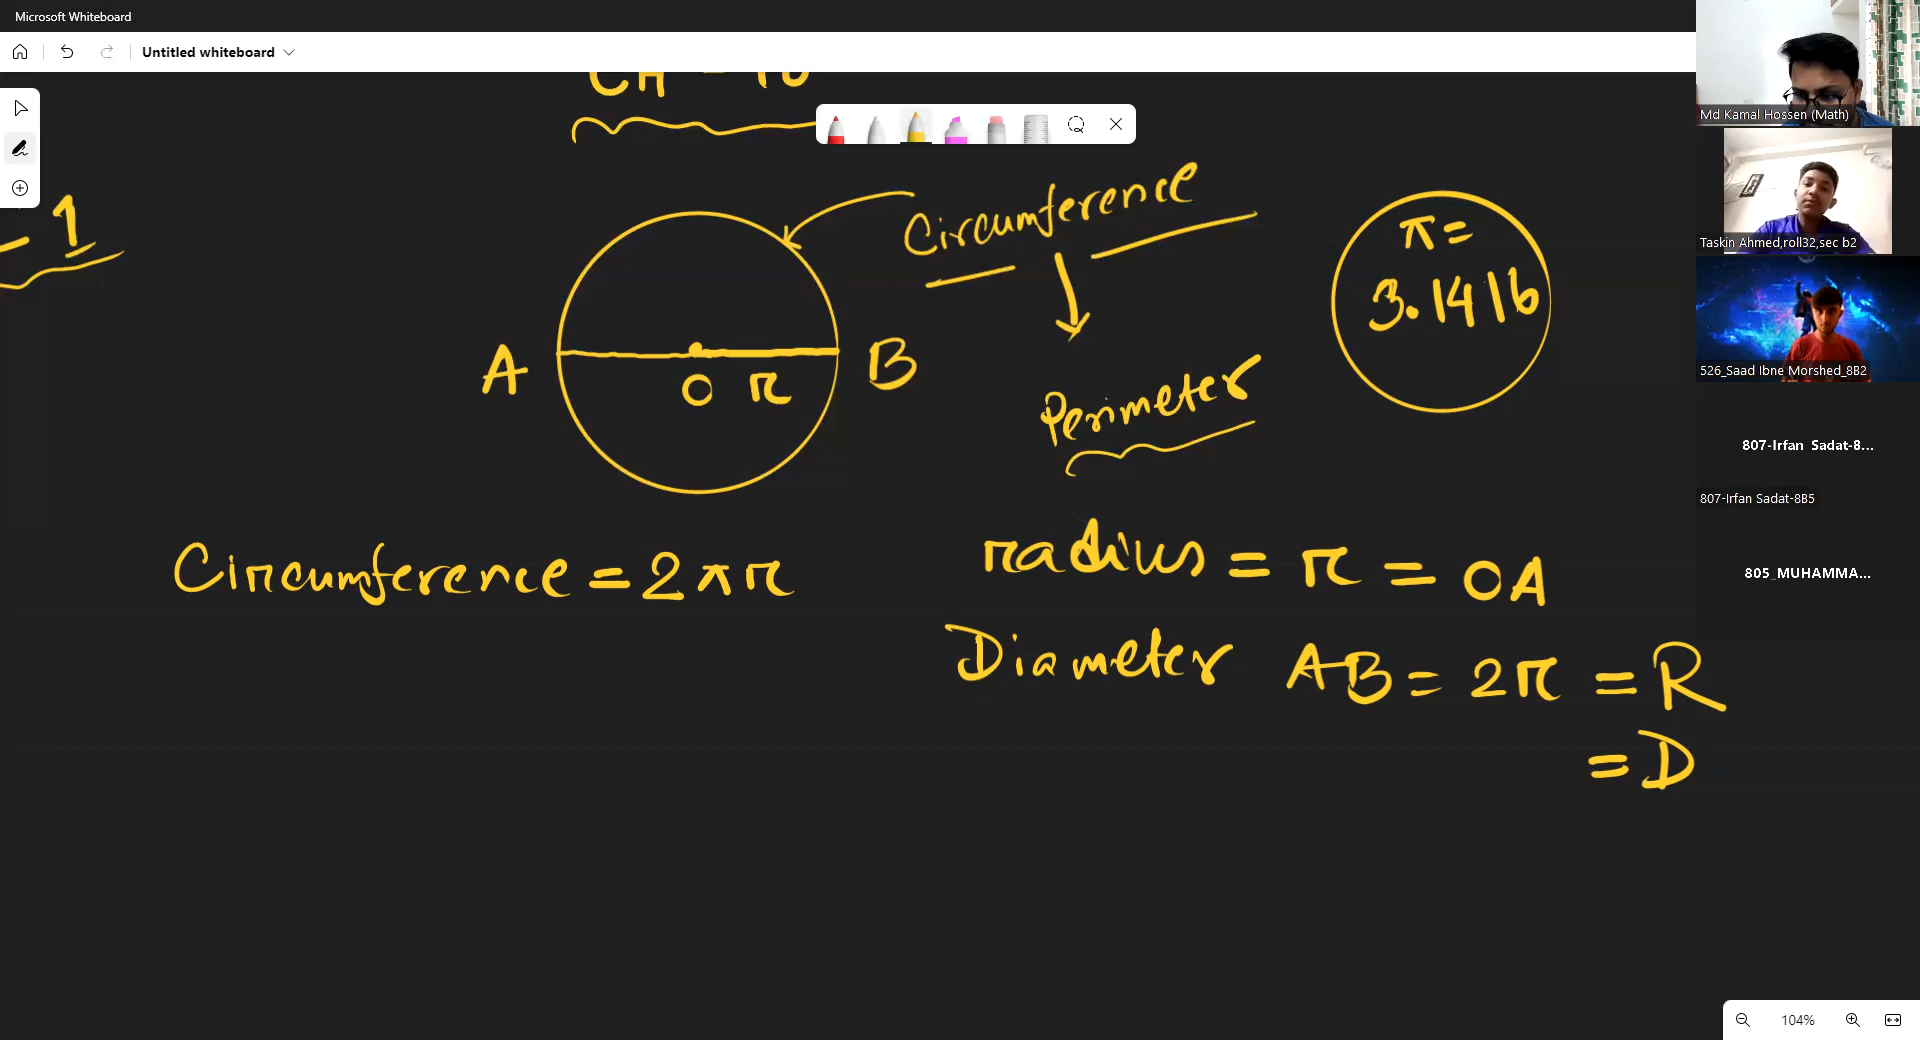 Microsoft Whiteboard
Untitled whiteboard
- 1
Circumference
Perimeter
π =
3.1416
A
O r
B
Circumference = 2πr
radius = r = OA
Diameter AB = 2r = R
= D
Md Kamal Hossen (Math)
Taskin Ahmed,roll32,sec b2
526_Saad Ibne Morshed_8B2
807-Irfan Sadat-8...
807-Irfan Sadat-8B5
805_MUHAMMA...
104%